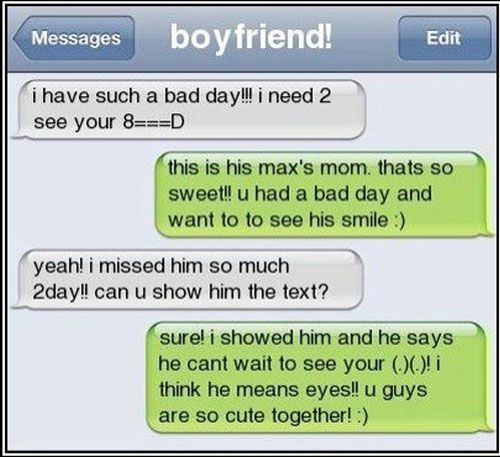 Messages boyfriend! Edit
i have such a bad day!!! i need 2
see your 8===D
this is his max's mom. thats so
sweet!! u had a bad day and
want to to see his smile :)
yeah! i missed him so much
2day!! can u show him the text?
sure! i showed him and he says
he cant wait to see your (.)(.)! i
think he means eyes!! u guys
are so cute together! :)